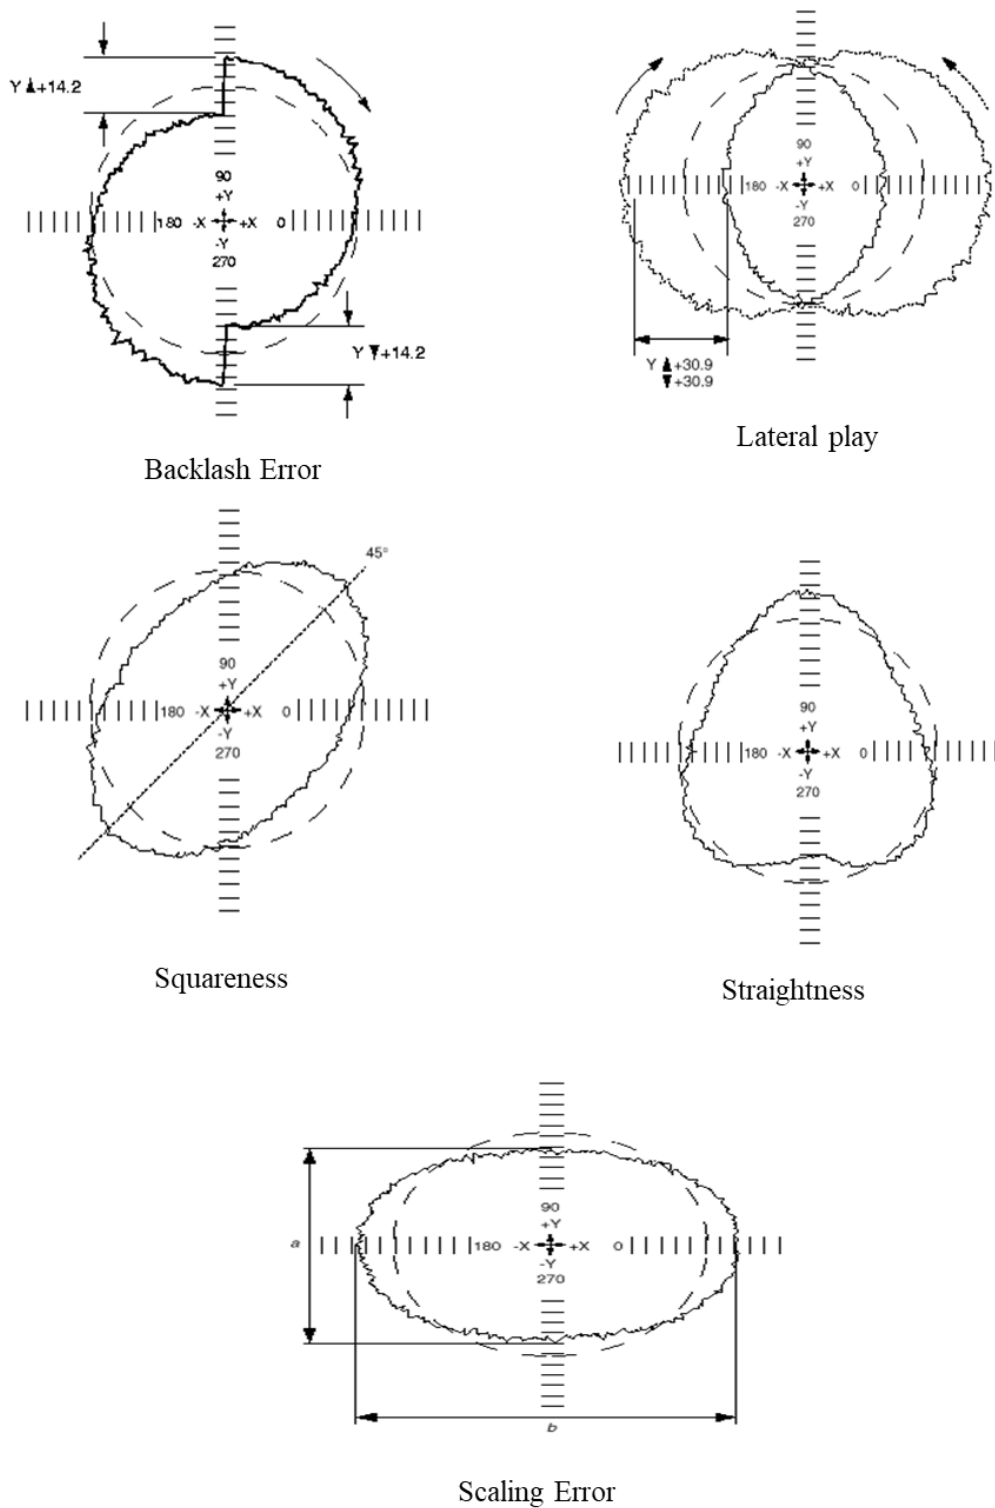 Y ▲+14.2
90
+Y
180 -X +X 0
-Y
270
Y ▼+14.2
Backlash Error
90
+Y
180 -X +X 0
-Y
270
Y ▲+30.9
▼+30.9
Lateral play
45°
90
+Y
180 -X +X 0
-Y
270
Squareness
90
+Y
180 -X +X 0
-Y
270
Straightness
a
90
+Y
180 -X +X 0
-Y
270
b
Scaling Error